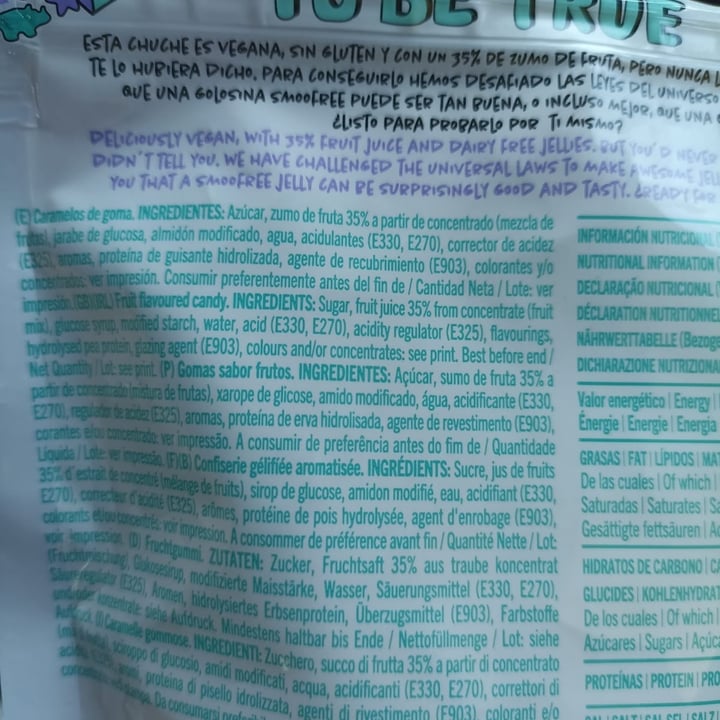 TO BE TRUE
ESTA CHUCHE ES VEGANA, SIN GLUTEN Y CON UN 35% DE ZUMO DE FRUTA, PERO NUNCA
TE LO HUBIERA DICHO. PARA CONSEGUIRLO HEMOS DESAFIADO LAS LEYES DEL UNIVERSO
QUE UNA GOLOSINA SMOOFREE PUEDE SER TAN BUENA, O INCLUSO MEJOR, QUE UNA
¿LISTO PARA PROBARLO POR TI MISMO?
DELICIOUSLY VEGAN, WITH 35% FRUIT JUICE AND DAIRY FREE JELLIES. BUT YOU'D NEVER
DIDN'T TELL YOU. WE HAVE CHALLENGED THE UNIVERSAL LAWS TO MAKE AWESOME
YOU THAT A SMOOFREE JELLY CAN BE SURPRISINGLY GOOD AND TASTY. ¿READY FOR
(E) Caramelos de goma. INGREDIENTES: Azúcar, zumo de fruta 35% a partir de concentrado (mezcla de
frutas), jarabe de glucosa, almidón modificado, agua, acidulantes (E330, E270), corrector de acidez
(E325), aromas, proteína de guisante hidrolizada, agente de recubrimiento (E903), colorantes y/o
concentrados: ver impresión. Consumir preferentemente antes del fin de / Cantidad Neta / Lote: ver
impresión. (GB)(IRL) Fruit flavoured candy. INGREDIENTS: Sugar, fruit juice 35% from concentrate (fruit
mix), glucose syrup, modified starch, water, acid (E330, E270), acidity regulator (E325), flavourings,
hydrolysed pea protein, glazing agent (E903), colours and/or concentrates: see print. Best before end /
Net Quantity / Lot: see print. (P) Gomas sabor frutos. INGREDIENTES: Açúcar, sumo de fruta 35% a
partir de concentrado (mistura de frutas), xarope de glicose, amido modificado, água, acidificante (E330,
E270), regulador de acidez (E325), aromas, proteína de erva hidrolisada, agente de revestimento (E903),
corantes e/ou concentrado: ver impressão. A consumir de preferência antes do fim de / Quantidade
Líquida / Lote: ver impressão. (F)(B) Confiserie gélifiée aromatisée. INGRÉDIENTS: Sucre, jus de fruits
35% d'estrait de concentré (mélange de fruits), sirop de glucose, amidon modifié, eau, acidifiant (E330,
E270), correcteur d'acidité (E325), arômes, protéine de pois hydrolysée, agent d'enrobage (E903),
colorants et/ou concentré: voir impression. A consommer de préférence avant fin / Quantité Nette / Lot:
voir impression. (D) Fruchtgummi. ZUTATEN: Zucker, Fruchtsaft 35% aus traube konzentrat
(Fruchtmischung), Glukosesirup, modifizierte Maisstärke, Wasser, Säuerungsmittel (E330, E270),
Säureregulator (E325), Aromen, hidrolysiertes Erbsenprotein, Überzugsmittel (E903), Farbstoffe
und/oder konzentrate: siehe Aufdruck. Mindestens haltbar bis Ende / Nettofüllmenge / Lot: siehe
Aufdruck. (I) Caramelle gommose. INGREDIENTI: Zucchero, succo di frutta 35% a partir di concentrato
sciroppo di glucosio, amidi modificati, acqua, acidificanti (E330, E270), correttori di
proteina di pisello idrolizzata, agenti di rivestimento (E903), coloranti e/o
Da consumarsi
INFORMACIÓN NUTRICIONAL
NUTRITIONAL INFORMATION
DECLARAÇÃO NUTRICIONAL
DÉCLARATION NUTRITIONNELLE
NÄHRWERTTABELLE (Bezogen
DICHIARAZIONE NUTRIZIONALE
Valor energético | Energy |
Énergie | Energie | Energia
GRASAS | FAT | LÍPIDOS | MAT
De las cuales | Of which |
Saturadas | Saturates | Sa
Gesättigte fettsäuren | Ac
HIDRATOS DE CARBONO | CA
GLUCIDES | KOHLENHYDRAT
De los cuales | Of which |
Azúcares | Sugars | Açúca
PROTEÍNAS | PROTEIN | PRO